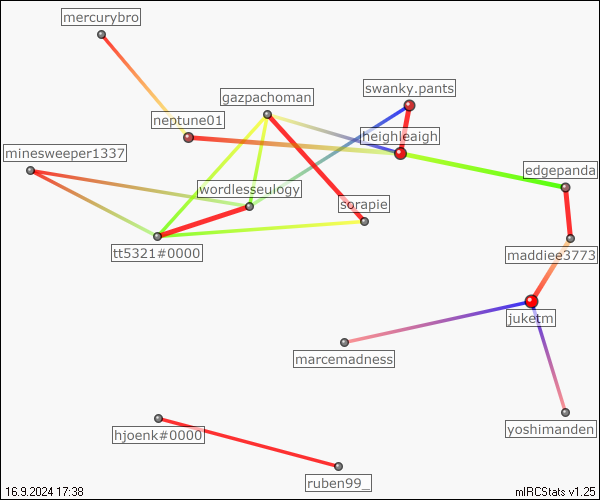 mercurybro
swanky.pants
gazpachoman
neptune01
heighleaigh
minesweeper1337
edgepanda
wordlesseulogy
sorapie
tt5321#0000
maddiee3773
juketm
marcemadness
yoshimanden
hjoenk#0000
ruben99_
16.9.2024 17:38
mIRCStats v1.25